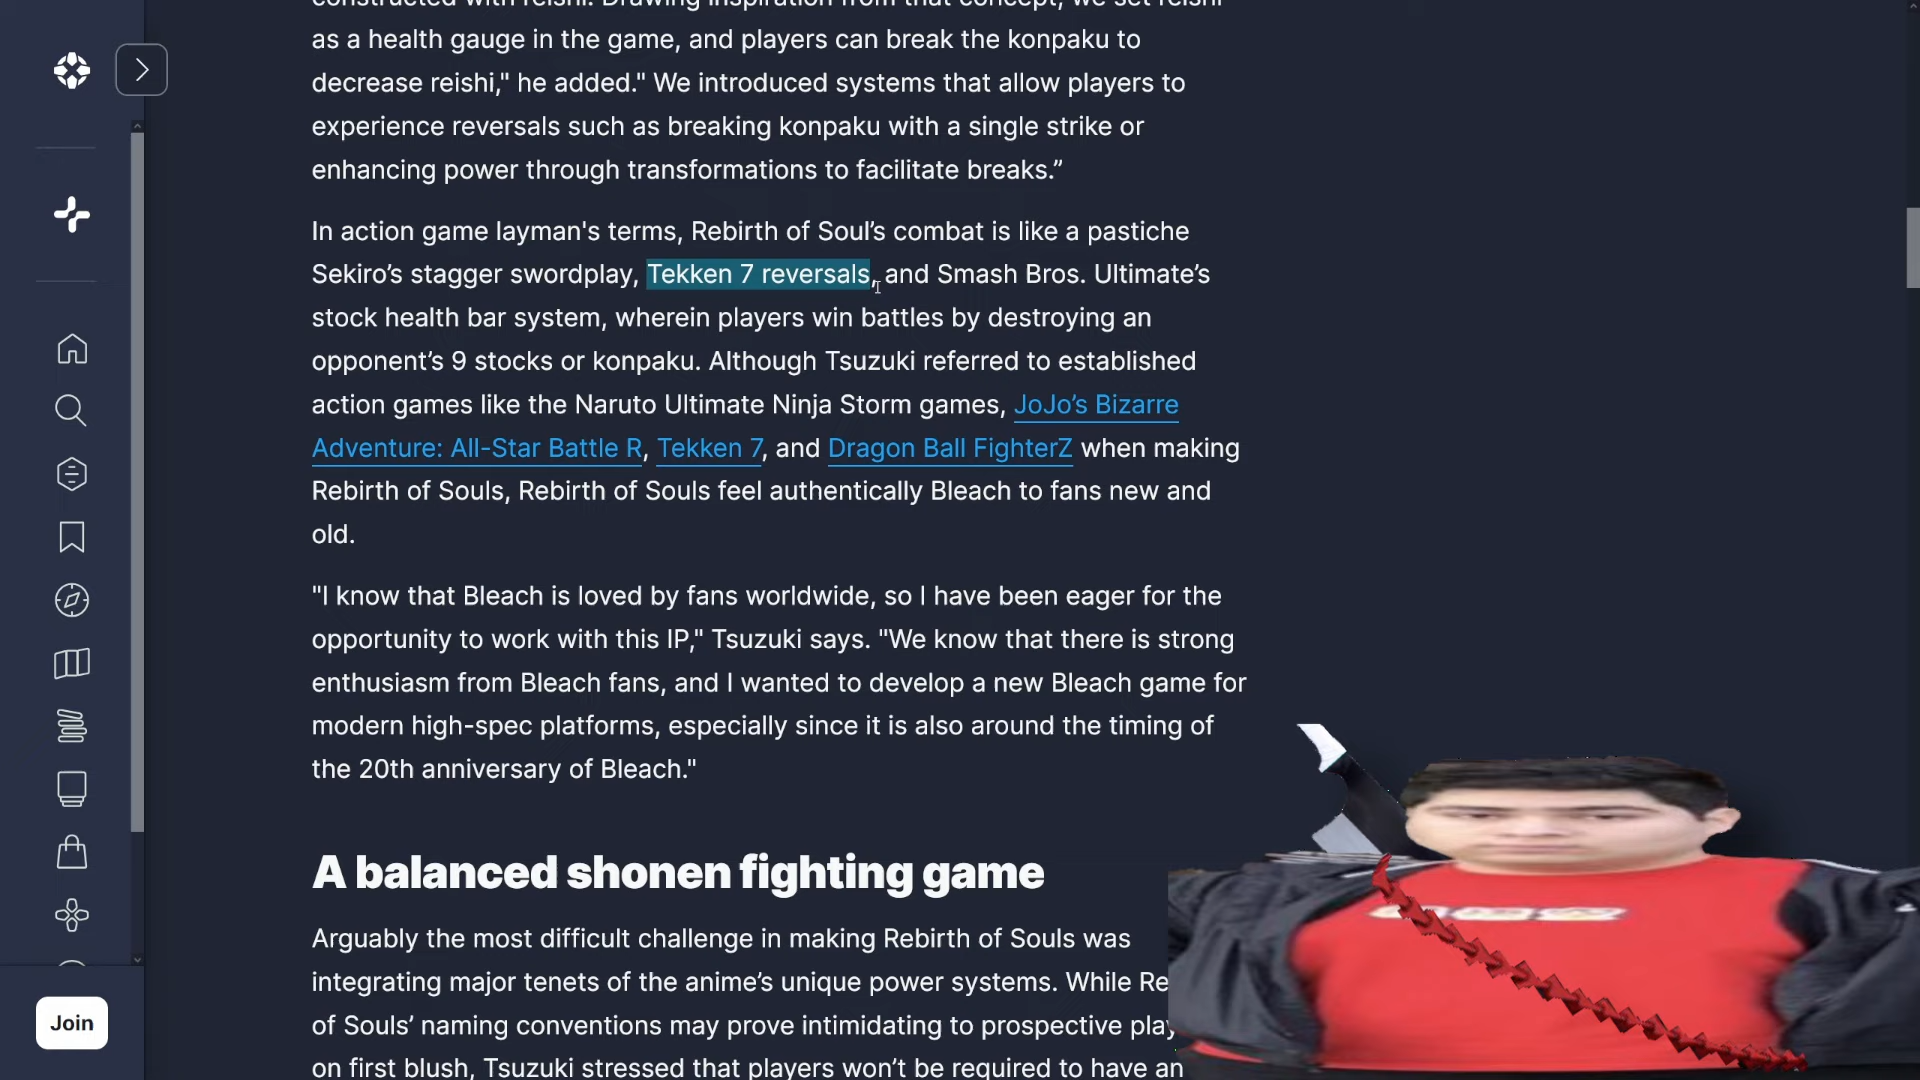 constructed with reishi. Drawing inspiration from that concept, we set reishi
as a health gauge in the game, and players can break the konpaku to
decrease reishi," he added." We introduced systems that allow players to
experience reversals such as breaking konpaku with a single strike or
enhancing power through transformations to facilitate breaks.”
In action game layman's terms, Rebirth of Soul’s combat is like a pastiche
Sekiro’s stagger swordplay, Tekken 7 reversals, and Smash Bros. Ultimate’s
stock health bar system, wherein players win battles by destroying an
opponent’s 9 stocks or konpaku. Although Tsuzuki referred to established
action games like the Naruto Ultimate Ninja Storm games, JoJo’s Bizarre
Adventure: All-Star Battle R, Tekken 7, and Dragon Ball FighterZ when making
Rebirth of Souls, Rebirth of Souls feel authentically Bleach to fans new and
old.
"I know that Bleach is loved by fans worldwide, so I have been eager for the
opportunity to work with this IP," Tsuzuki says. "We know that there is strong
enthusiasm from Bleach fans, and I wanted to develop a new Bleach game for
modern high-spec platforms, especially since it is also around the timing of
the 20th anniversary of Bleach."
A balanced shonen fighting game
Arguably the most difficult challenge in making Rebirth of Souls was
integrating major tenets of the anime’s unique power systems. While Re
of Souls’ naming conventions may prove intimidating to prospective play
on first blush, Tsuzuki stressed that players won’t be required to have an
Join